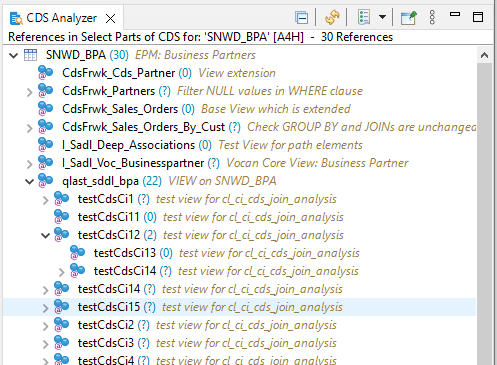 CDS Analyzer
References in Select Parts of CDS for: 'SNWD_BPA' [A4H] - 30 References
SNWD_BPA (30) EPM: Business Partners
CdsFrwk_Cds_Partner (0) View extension
CdsFrwk_Partners (?) Filter NULL values in WHERE clause
CdsFrwk_Sales_Orders (0) Base View which is extended
CdsFrwk_Sales_Orders_By_Cust (?) Check GROUP BY and JOINs are unchanged
I_Sadl_Deep_Associations (0) Test View for path elements
I_Sadl_Voc_Businesspartner (?) Vocan Core View: Business Partner
qlast_sddl_bpa (22) VIEW on SNWD_BPA
testCdsCi1 (?) test view for cl_ci_cds_join_analysis
testCdsCi11 (0) test view for cl_ci_cds_join_analysis
testCdsCi12 (2) test view for cl_ci_cds_join_analysis
testCdsCi13 (0) test view for cl_ci_cds_join_analysis
testCdsCi14 (?) test view for cl_ci_cds_join_analysis
testCdsCi14 (?) test view for cl_ci_cds_join_analysis
testCdsCi15 (?) test view for cl_ci_cds_join_analysis
testCdsCi2 (?) test view for cl_ci_cds_join_analysis
testCdsCi3 (?) test view for cl_ci_cds_join_analysis
testCdsCi4 (?) test view for cl_ci_cds_join_analysis